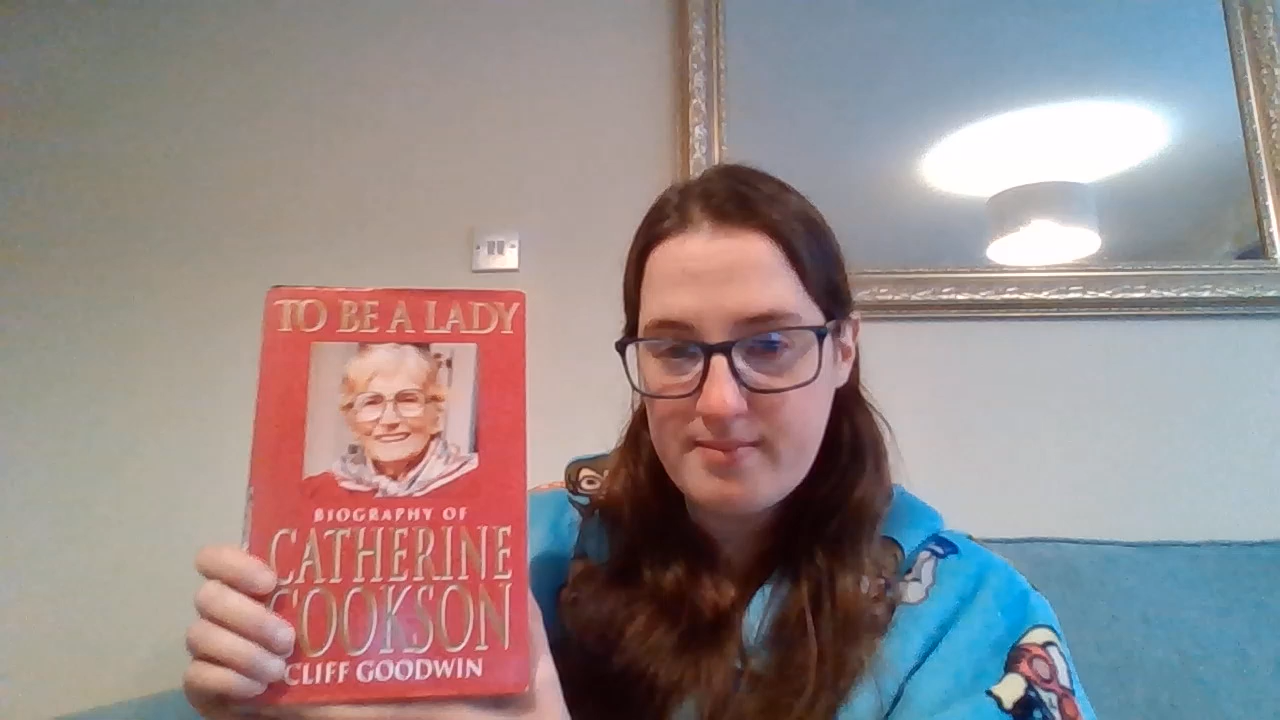 TO BE A LADY
BIOGRAPHY OF
CATHERINE
COOKSON
CLIFF GOODWIN